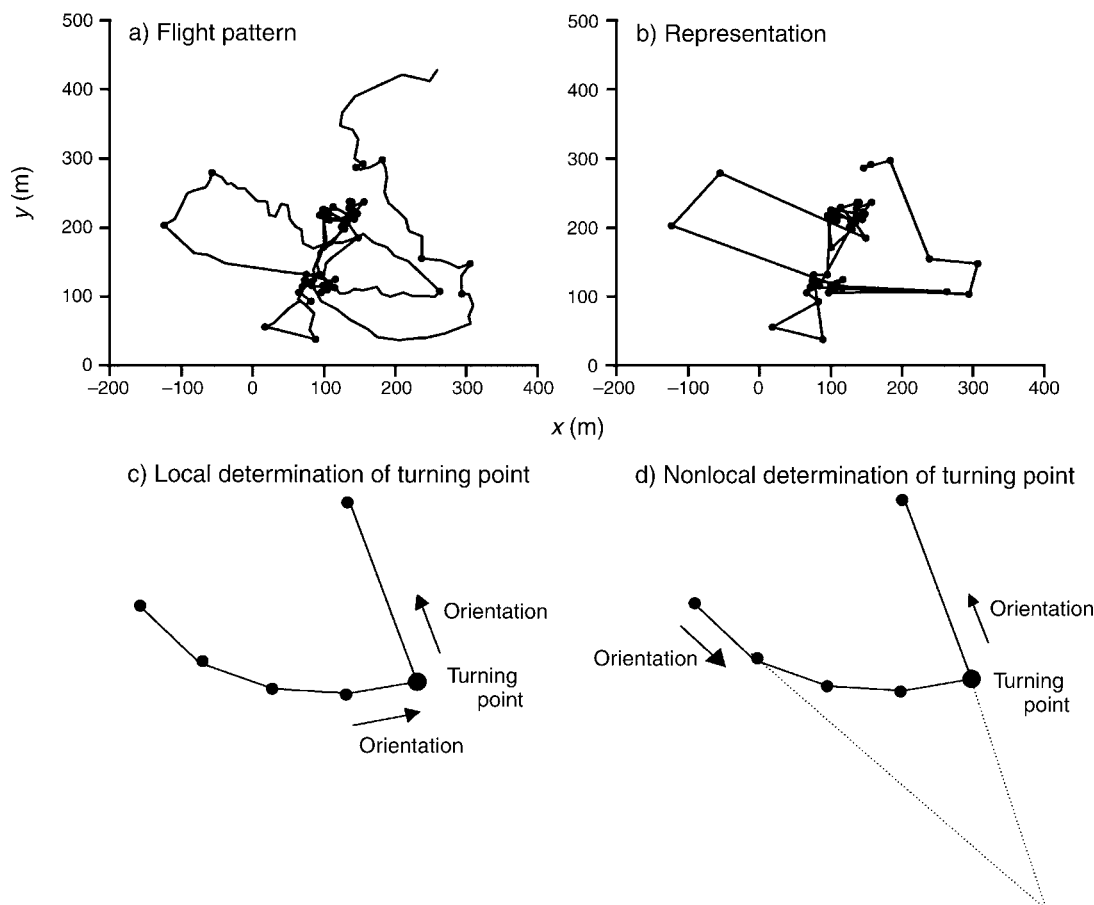 a) Flight pattern
b) Representation
500
400
300
200
100
0
y (m)
−200
−100
0
100
200
300
400
500
400
300
200
100
0
−200
−100
0
100
200
300
400
x (m)
c) Local determination of turning point
d) Nonlocal determination of turning point
Orientation
Turning
point
Orientation
Orientation
Orientation
Turning
point